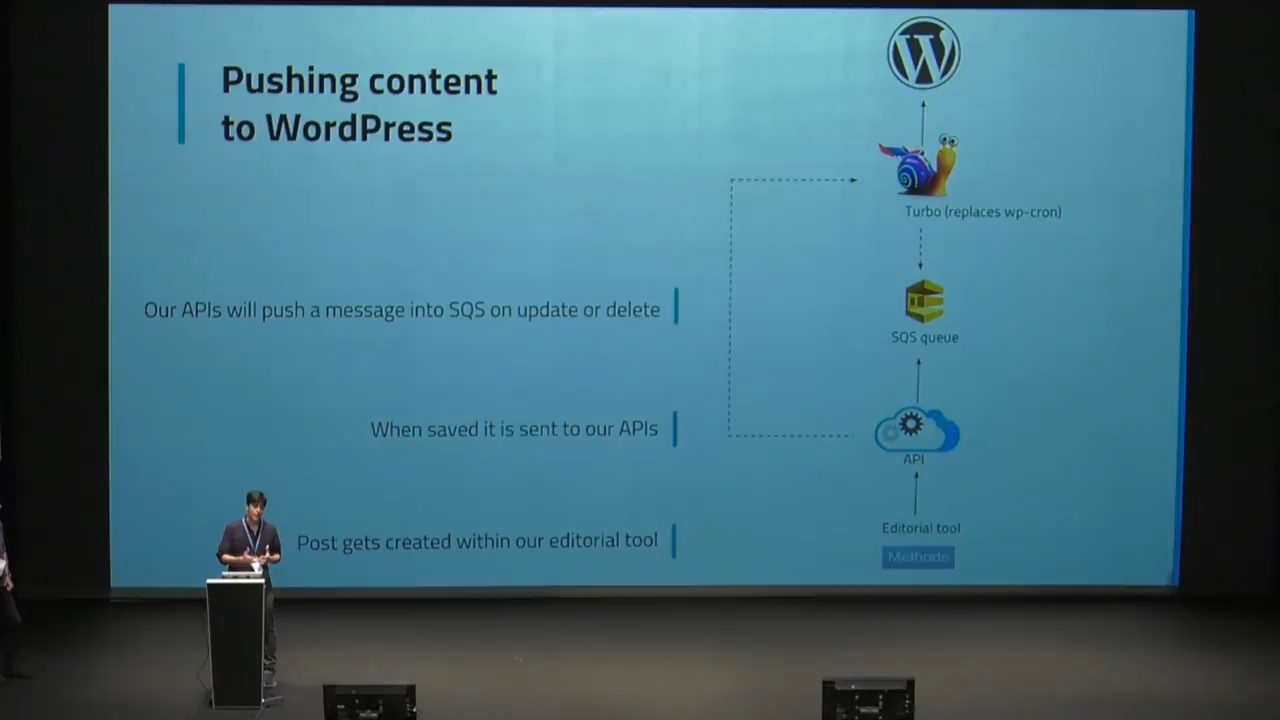 Pushing content
to WordPress
Turbo (replaces wp-cron)
Our APIs will push a message into SQS on update or delete
SQS queue
When saved it is sent to our APIs
API
Editorial tool
Post gets created within our editorial tool
Methode